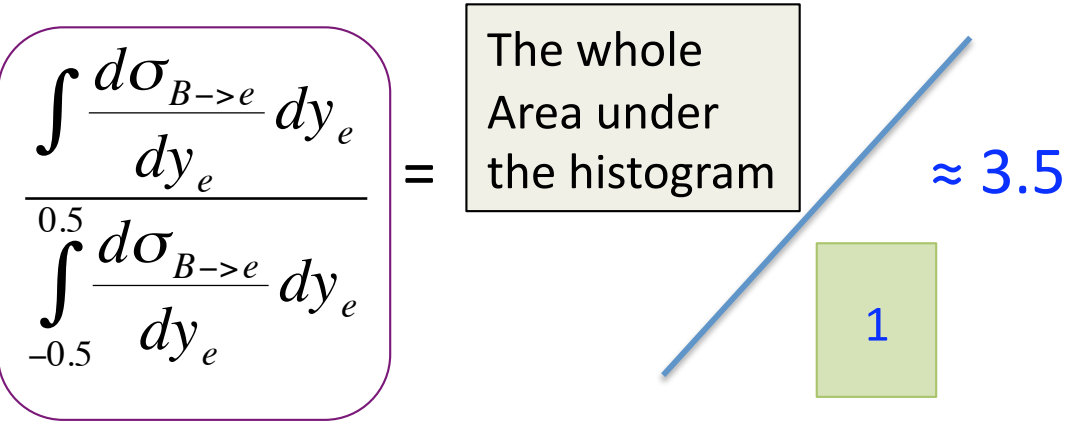 ∫ dσ_{B->e}/dy_e dy_e
∫_{-0.5}^{0.5} dσ_{B->e}/dy_e dy_e
=
The whole
Area under
the histogram
1
≈ 3.5